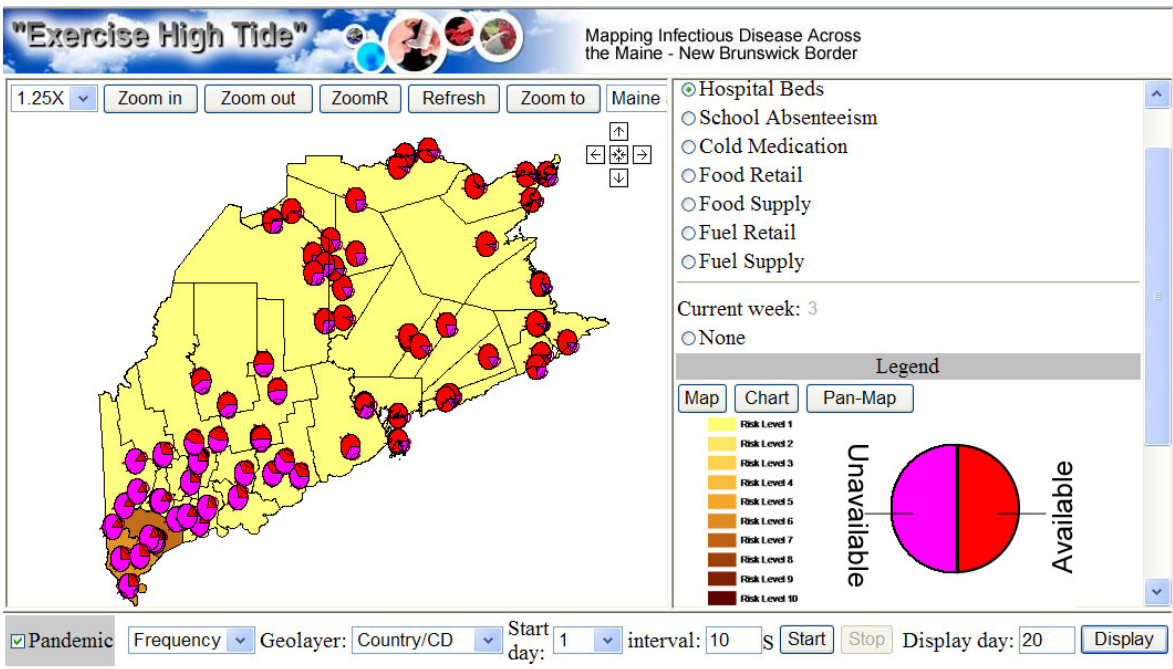 "Exercise High Tide"
Mapping Infectious Disease Across
the Maine - New Brunswick Border
1.25X
Zoom in
Zoom out
ZoomR
Refresh
Zoom to
Maine
Hospital Beds
School Absenteeism
Cold Medication
Food Retail
Food Supply
Fuel Retail
Fuel Supply
Current week: 3
None
Legend
Map
Chart
Pan-Map
Risk Level 1
Risk Level 2
Risk Level 3
Risk Level 4
Risk Level 5
Risk Level 6
Risk Level 7
Risk Level 8
Risk Level 9
Risk Level 10
Unavailable
Available
Pandemic
Frequency
Geolayer:
Country/CD
Start
day:
1
interval:
10
S
Start
Stop
Display day:
20
Display